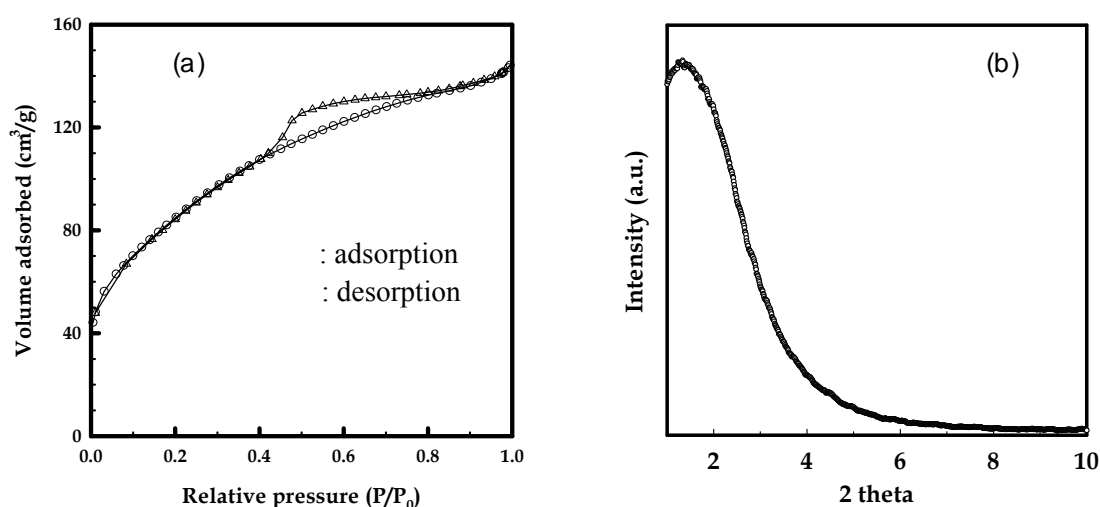 (a)
160
120
80
40
0
Volume adsorbed (cm³/g)
: adsorption
: desorption
0.0 0.2 0.4 0.6 0.8 1.0
Relative pressure (P/P₀)
(b)
Intensity (a.u.)
2 4 6 8 10
2 theta